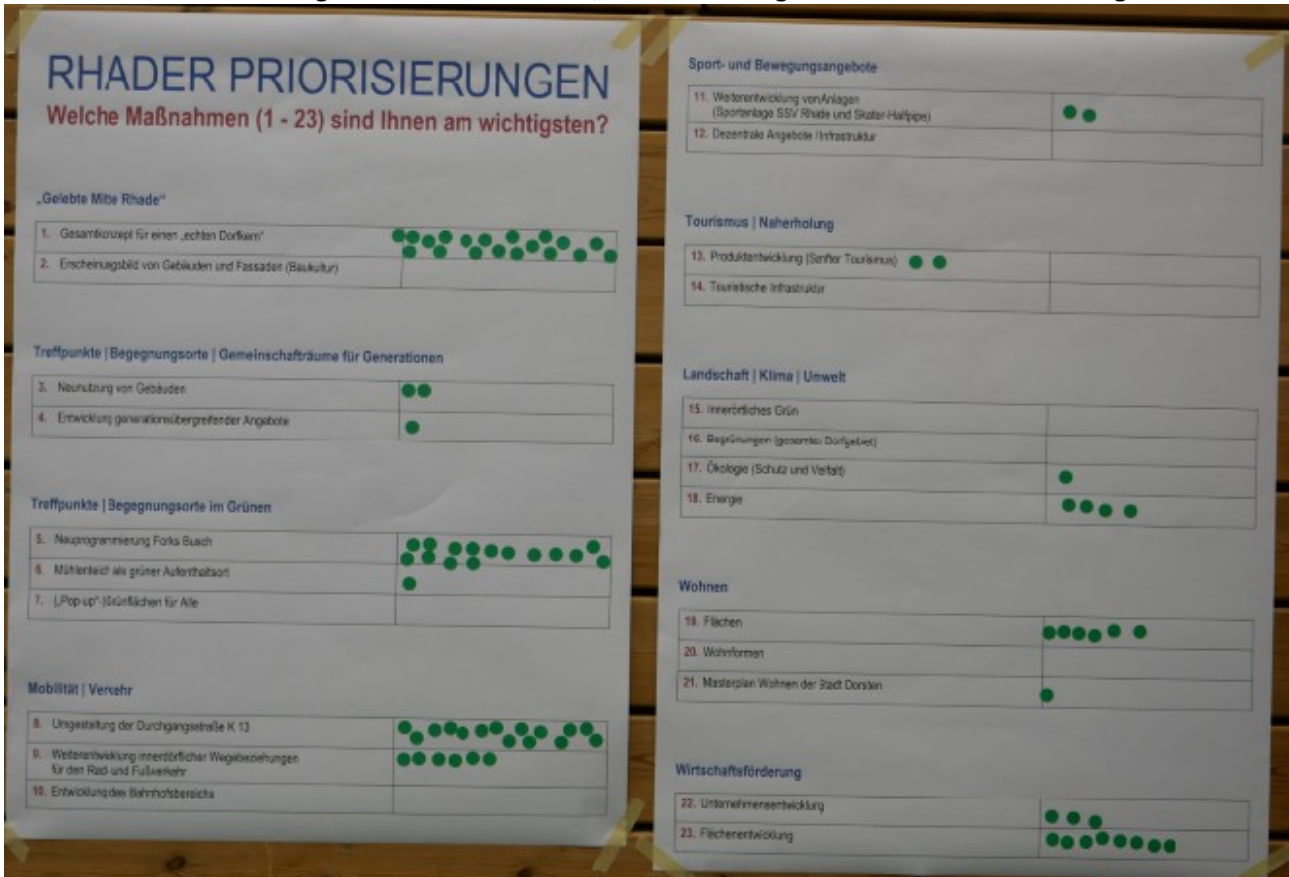 RHADER PRIORISIERUNGEN
Welche Maßnahmen (1 - 23) sind Ihnen am wichtigsten?
„Gelebte Mitte Rhade"
1. Gesamtkonzept für einen „echten Dorfkern"
2. Erscheinungsbild von Gebäuden und Fassaden (Baukultur)
Treffpunkte | Begegnungsorte | Gemeinschafträume für Generationen
3. Neunutzung von Gebäuden
4. Entwicklung generationsübergreifender Angebote
Treffpunkte | Begegnungsorte im Grünen
5. Neuprogrammierung Forks Busch
6. Mühlenteich als grüner Aufenthaltsort
7. („Pop-up"-)Grünflächen für Alle
Mobilität | Verkehr
8. Umgestaltung der Durchgangsstraße K 13
9. Weiterentwicklung innerdörflicher Wegebeziehungen
für den Rad- und Fußverkehr
10. Entwicklung des Bahnhofsbereichs
Sport- und Bewegungsangebote
11. Weiterentwicklung von Anlagen
(Sportanlage SSV Rhade und Skater-Halfpipe)
12. Dezentrale Angebote / Infrastruktur
Tourismus | Naherholung
13. Produktentwicklung (Sanfter Tourismus)
14. Touristische Infrastruktur
Landschaft | Klima | Umwelt
15. Innerörtliches Grün
16. Begrünungen (gesamtes Dorfgebiet)
17. Ökologie (Schutz und Vielfalt)
18. Energie
Wohnen
19. Flächen
20. Wohnformen
21. Masterplan Wohnen der Stadt Dorsten
Wirtschaftsförderung
22. Unternehmensentwicklung
23. Flächenentwicklung